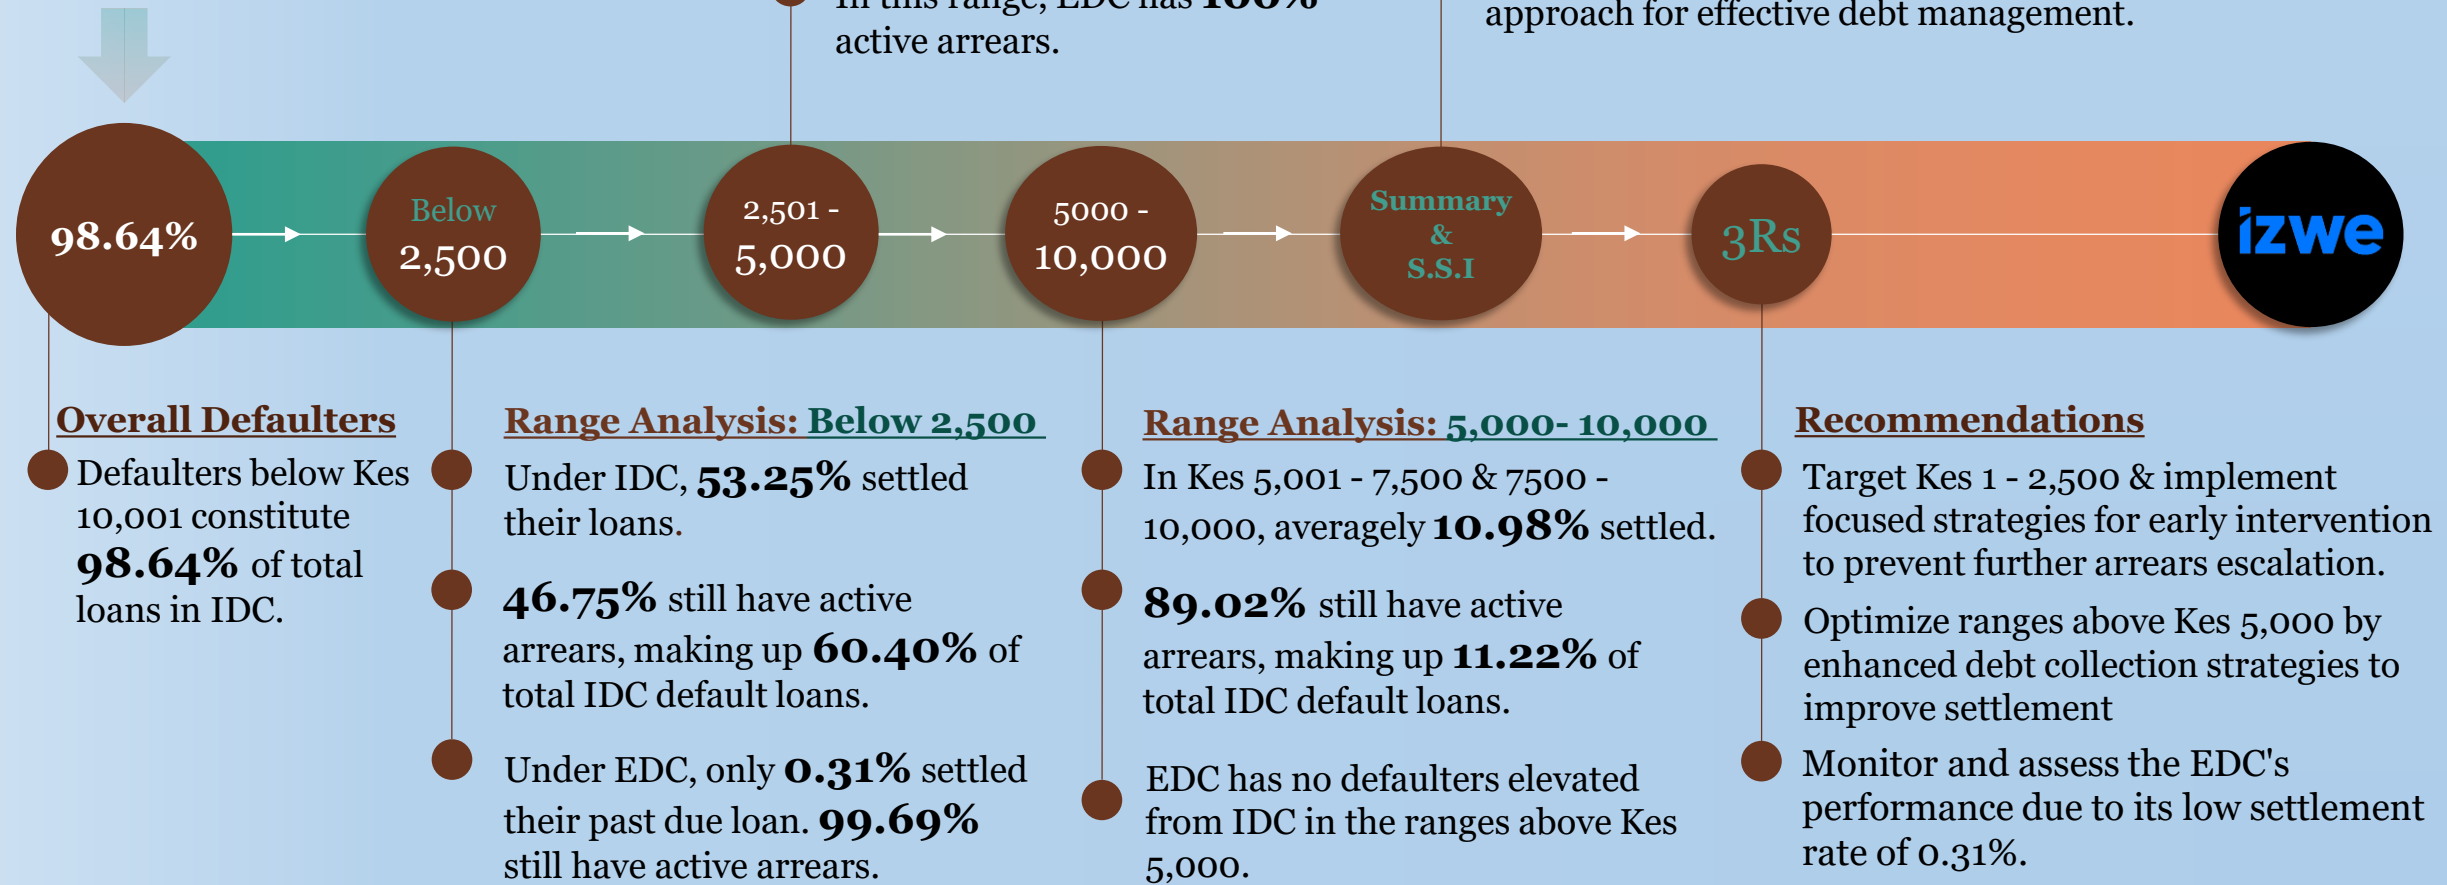 In this range, EDC has 100%
active arrears.
approach for effective debt management.
98.64%
Below
2,500
2,501 -
5,000
5000 -
10,000
Summary
&
S.S.I
3Rs
izwe
Overall Defaulters
Defaulters below Kes
10,001 constitute
98.64% of total
loans in IDC.
Range Analysis: Below 2,500
Under IDC, 53.25% settled
their loans.
46.75% still have active
arrears, making up 60.40% of
total IDC default loans.
Under EDC, only 0.31% settled
their past due loan. 99.69%
still have active arrears.
Range Analysis: 5,000- 10,000
In Kes 5,001 - 7,500 & 7500 -
10,000, averagely 10.98% settled.
89.02% still have active
arrears, making up 11.22% of
total IDC default loans.
EDC has no defaulters elevated
from IDC in the ranges above Kes
5,000.
Recommendations
Target Kes 1 - 2,500 & implement
focused strategies for early intervention
to prevent further arrears escalation.
Optimize ranges above Kes 5,000 by
enhanced debt collection strategies to
improve settlement
Monitor and assess the EDC's
performance due to its low settlement
rate of 0.31%.